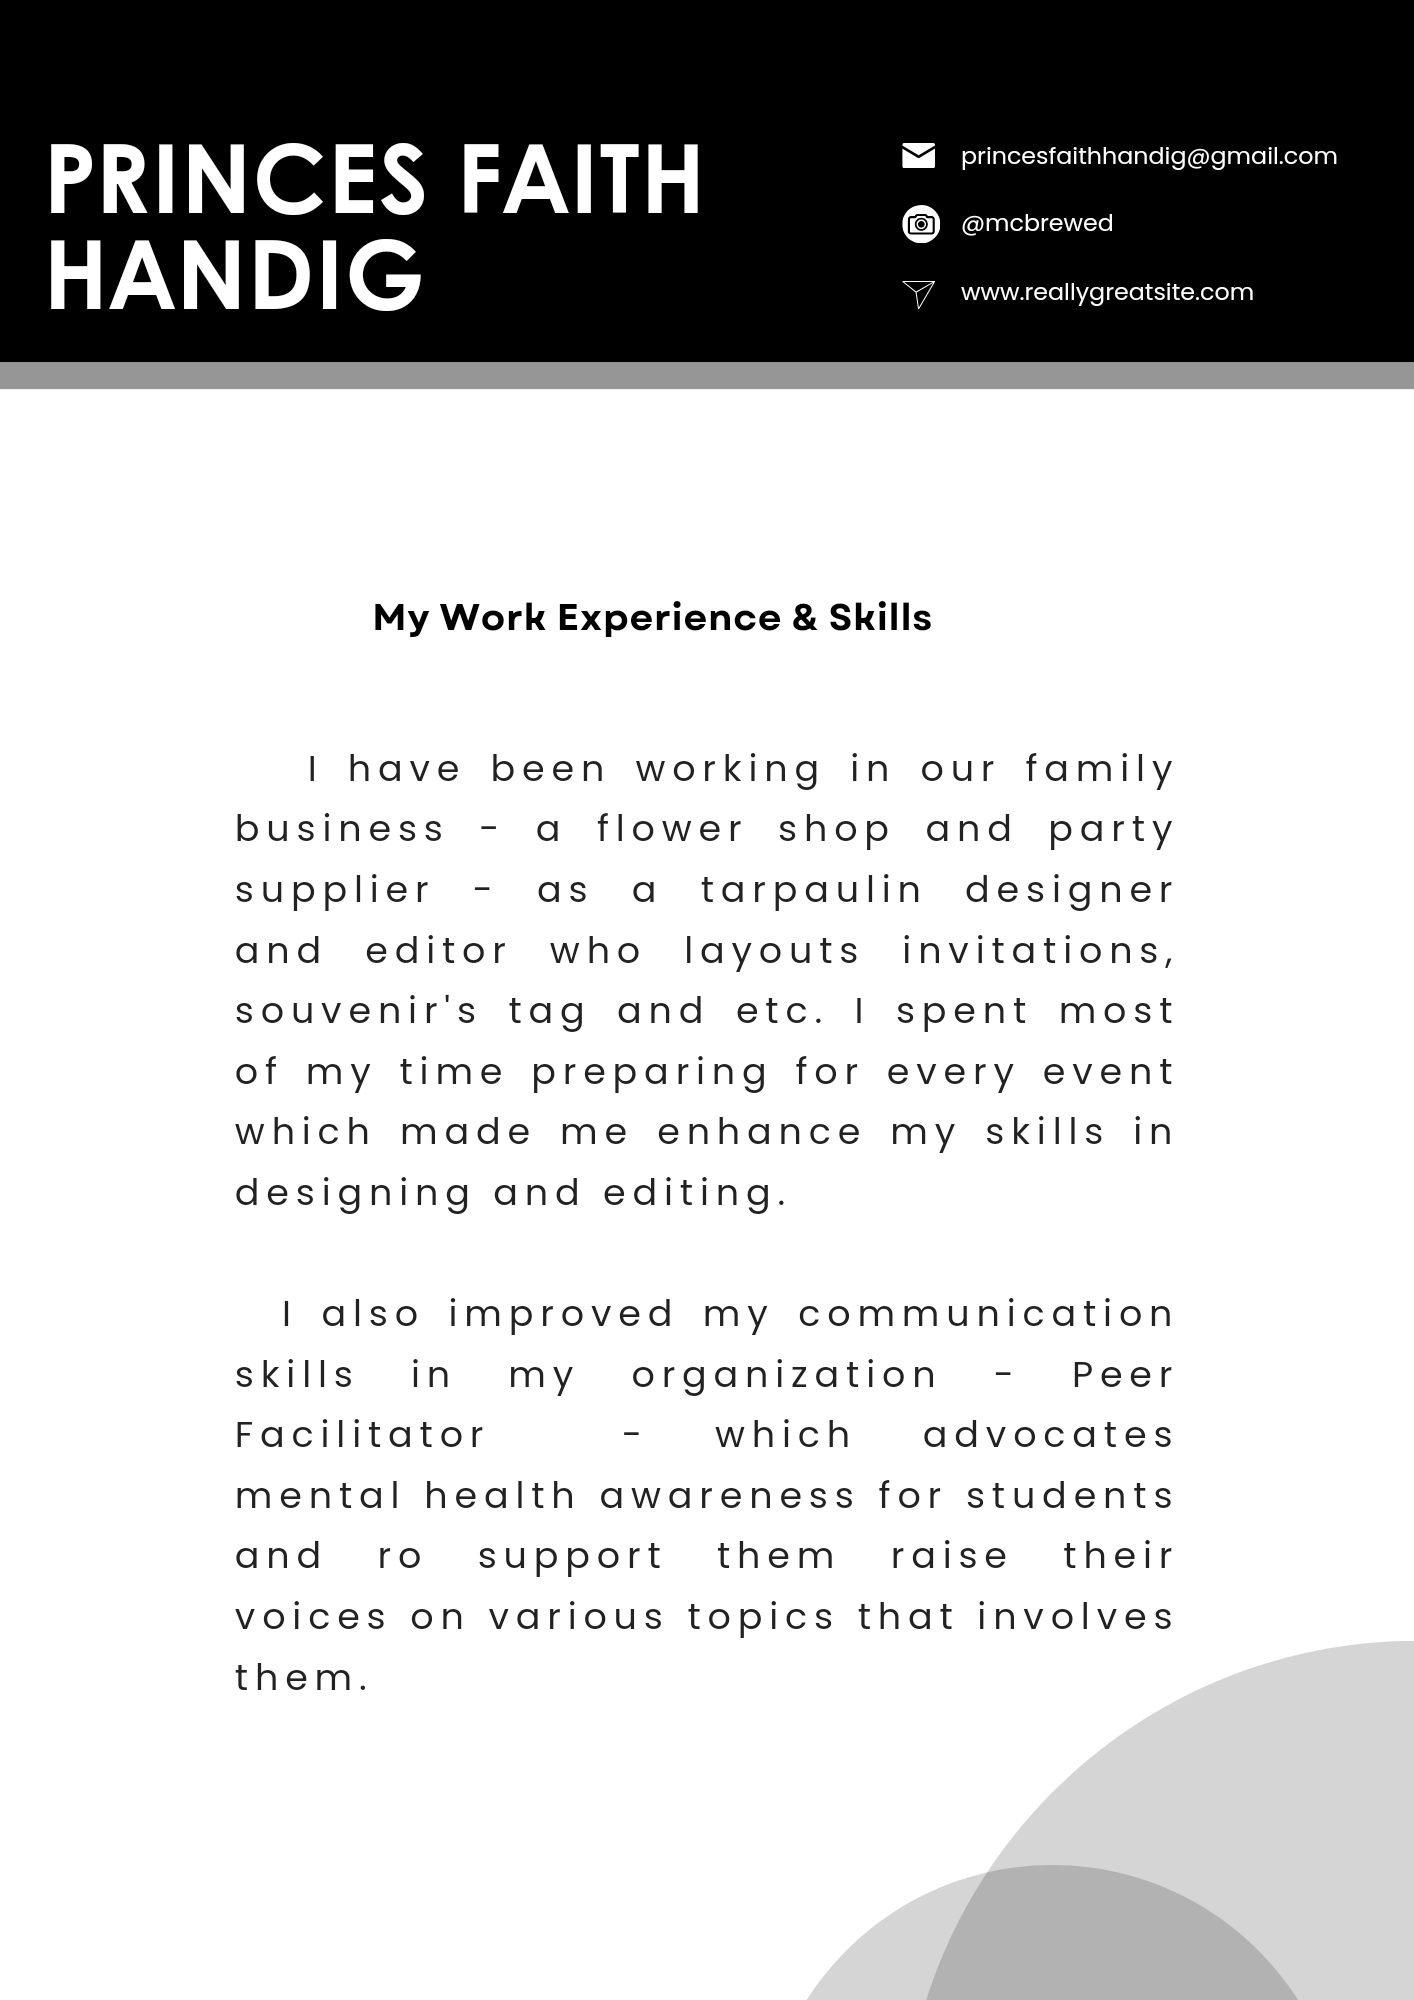 PRINCES FAITH
HANDIG
princesfaithhandig@gmail.com
@mcbrewed
www.reallygreatsite.com
My Work Experience & Skills
I have been working in our family
business - a flower shop and party
supplier - as a tarpaulin designer
and editor who layouts invitations,
souvenir's tag and etc. I spent most
of my time preparing for every event
which made me enhance my skills in
designing and editing.
I also improved my communication
skills in my organization - Peer
Facilitator - which advocates
mental health awareness for students
and ro support them raise their
voices on various topics that involves
them.